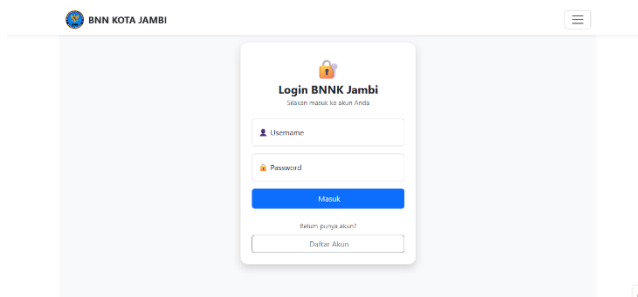 BNN KOTA JAMBI
Login BNNK Jambi
Silakan masuk ke akun Anda
Username
Password
Masuk
Belum punya akun?
Daftar Akun